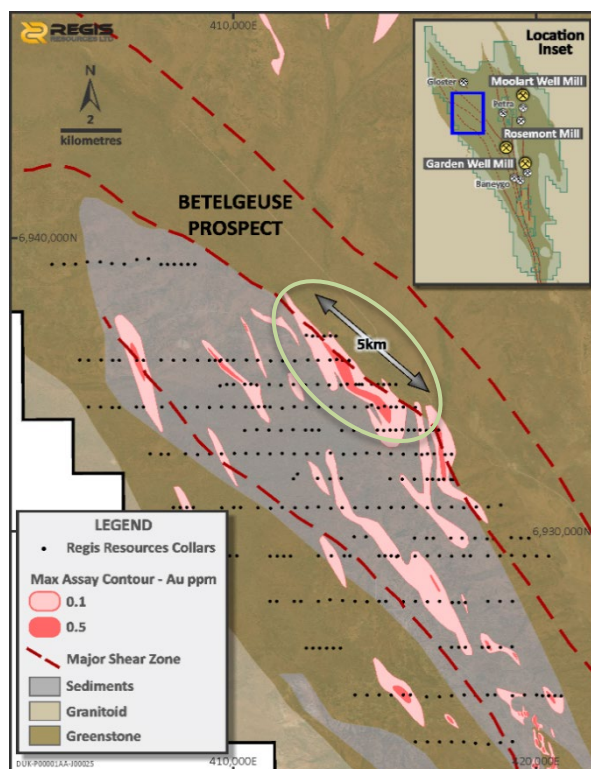 REGIS
RESOURCES LTD
410,000E
N
2
kilometres
Location
Inset
Gloster
Moolart Well Mill
Petra
Rosemont Mill
Garden Well Mill
Baneygo
BETELGEUSE
PROSPECT
6,940,000N
5km
6,930,000N
LEGEND
Regis Resources Collars
Max Assay Contour - Au ppm
0.1
0.5
Major Shear Zone
Sediments
Granitoid
Greenstone
DUK-P00001AA-J00025
410,000E
420,000E